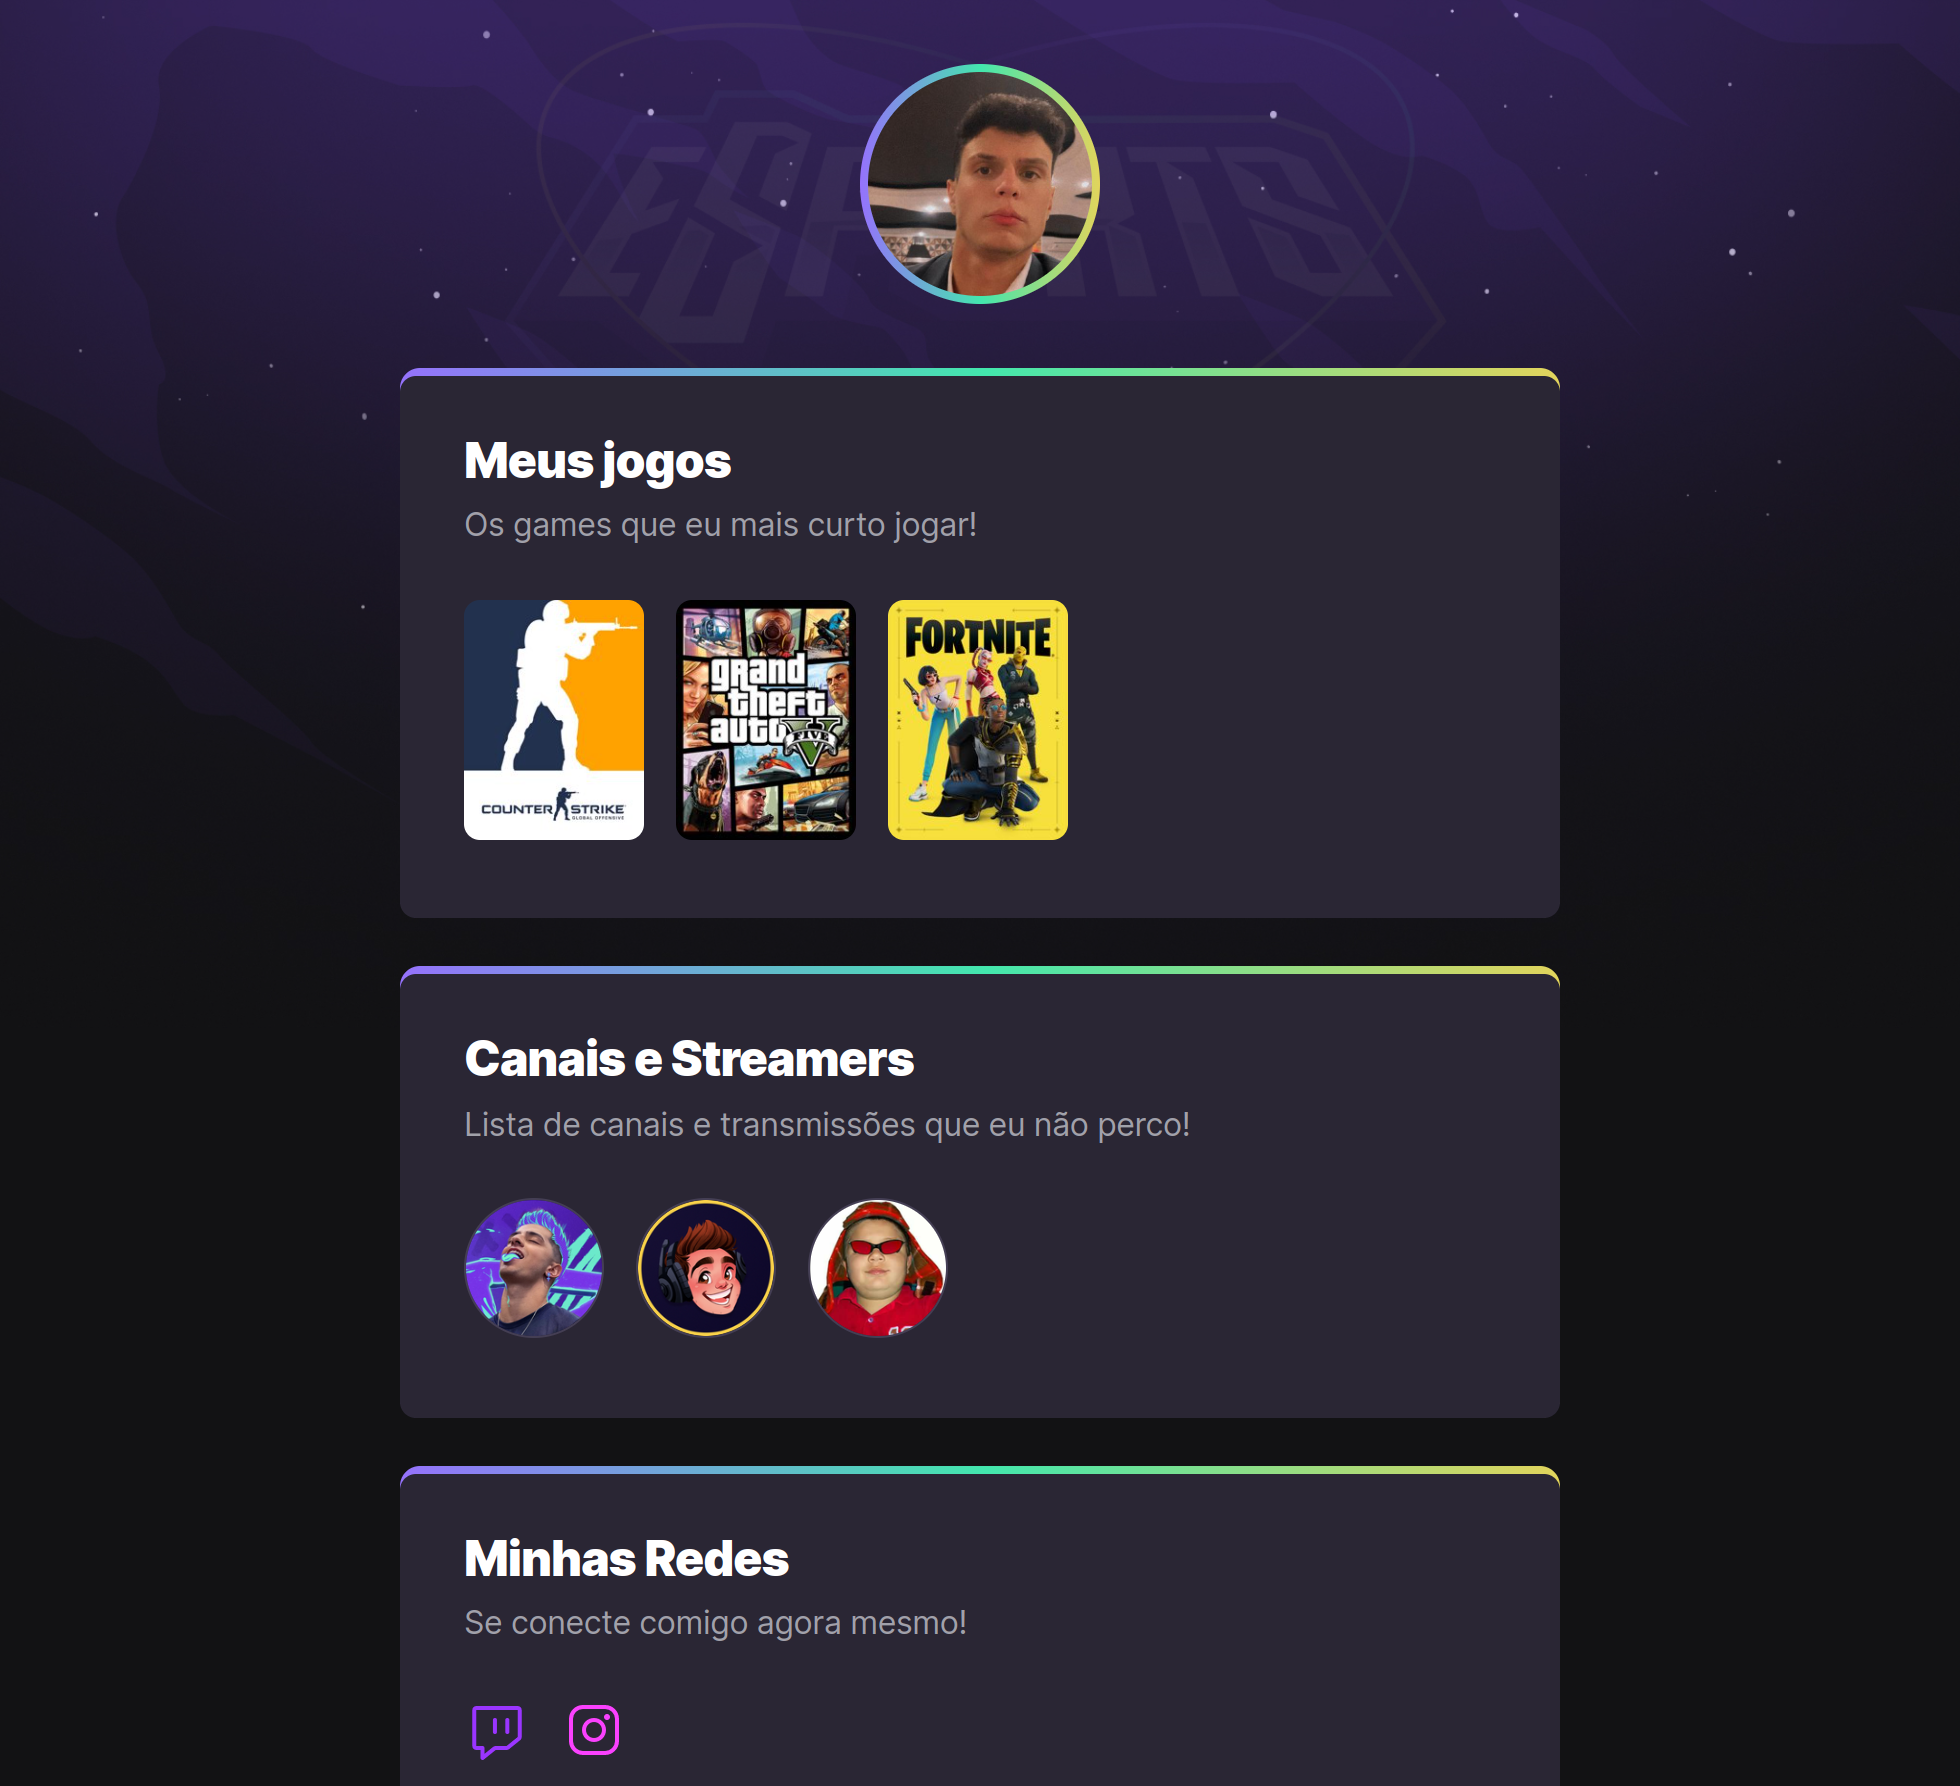 ESPORTS
Meus jogos
Os games que eu mais curto jogar!
COUNTER STRIKE
GLOBAL OFFENSIVE
grand
theft
auto V
FIVE
FORTNITE
Canais e Streamers
Lista de canais e transmissões que eu não perco!
Minhas Redes
Se conecte comigo agora mesmo!